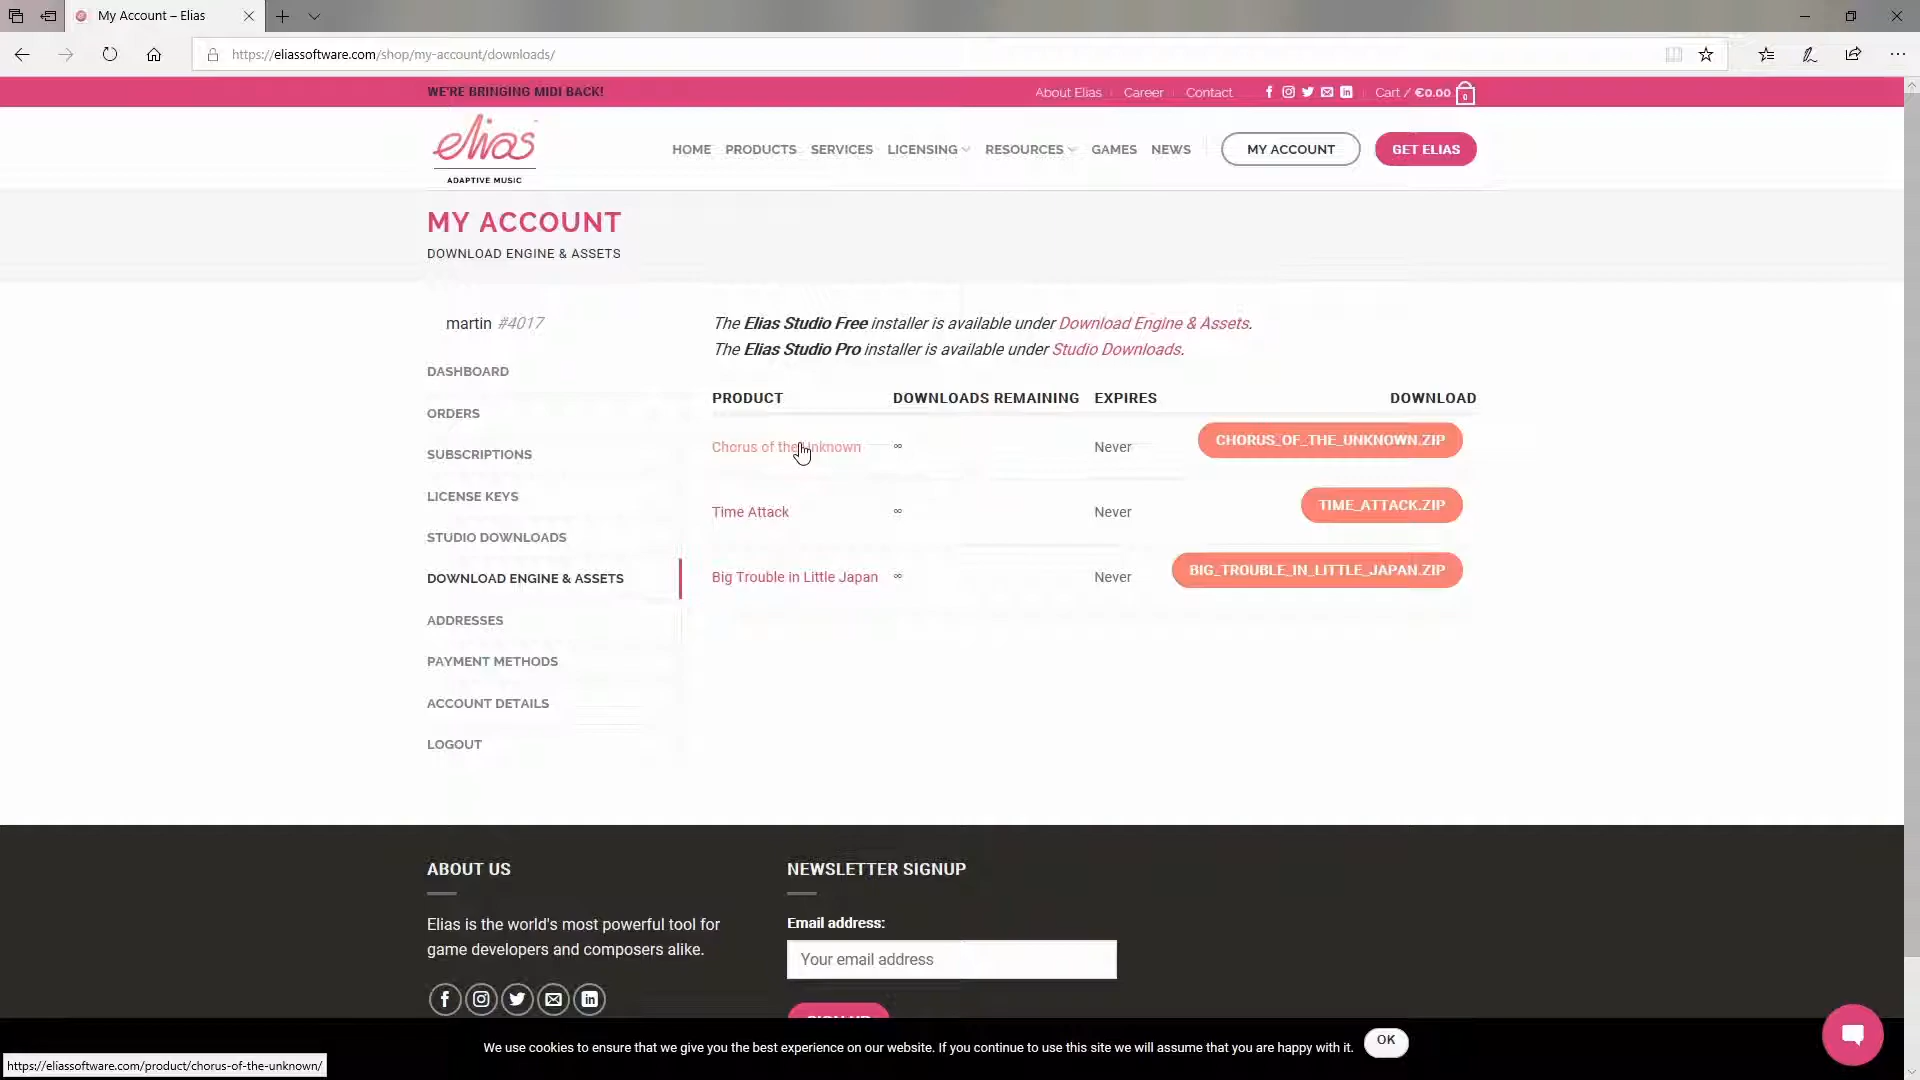 My Account – Elias
https://eliassoftware.com/shop/my-account/downloads/
WE'RE BRINGING MIDI BACK!
About Elias
Career
Contact
Cart / €0.00
0
elias
ADAPTIVE MUSIC
HOME
PRODUCTS
SERVICES
LICENSING
RESOURCES
GAMES
NEWS
MY ACCOUNT
GET ELIAS
MY ACCOUNT
DOWNLOAD ENGINE & ASSETS
martin #4017
DASHBOARD
ORDERS
SUBSCRIPTIONS
LICENSE KEYS
STUDIO DOWNLOADS
DOWNLOAD ENGINE & ASSETS
ADDRESSES
PAYMENT METHODS
ACCOUNT DETAILS
LOGOUT
The Elias Studio Free installer is available under Download Engine & Assets.
The Elias Studio Pro installer is available under Studio Downloads.
PRODUCT DOWNLOADS REMAINING EXPIRES DOWNLOAD
Chorus of the Unknown ∞ Never CHORUS_OF_THE_UNKNOWN.ZIP
Time Attack ∞ Never TIME_ATTACK.ZIP
Big Trouble in Little Japan ∞ Never BIG_TROUBLE_IN_LITTLE_JAPAN.ZIP
ABOUT US
Elias is the world's most powerful tool for
game developers and composers alike.
NEWSLETTER SIGNUP
Email address:
Your email address
SIGN UP
We use cookies to ensure that we give you the best experience on our website. If you continue to use this site we will assume that you are happy with it.
OK
https://eliassoftware.com/product/chorus-of-the-unknown/